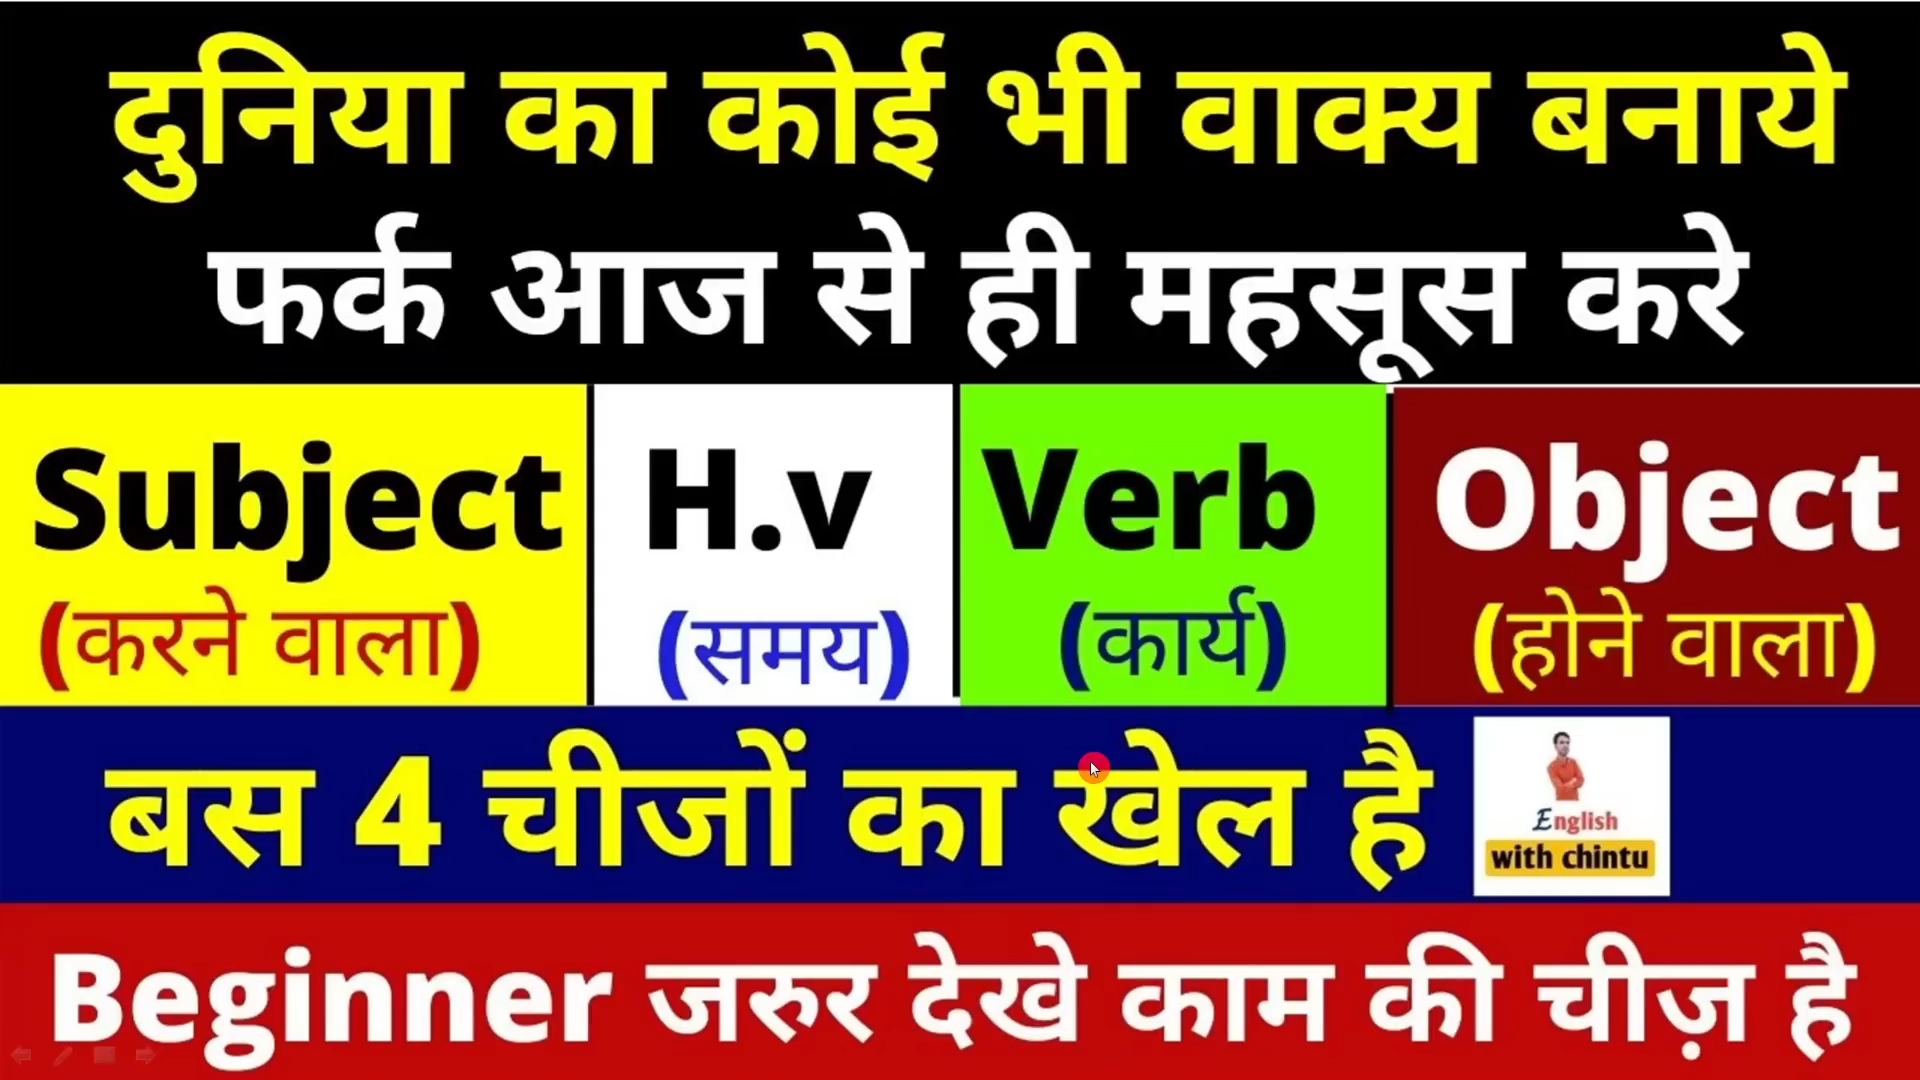 दुनिया का कोई भी वाक्य बनाये
फर्क आज से ही महसूस करे
Subject H.v Verb Object
(करने वाला) (समय) (कार्य) (होने वाला)
बस 4 चीजों का खेल है
English
with chintu
Beginner जरुर देखे काम की चीज़ है